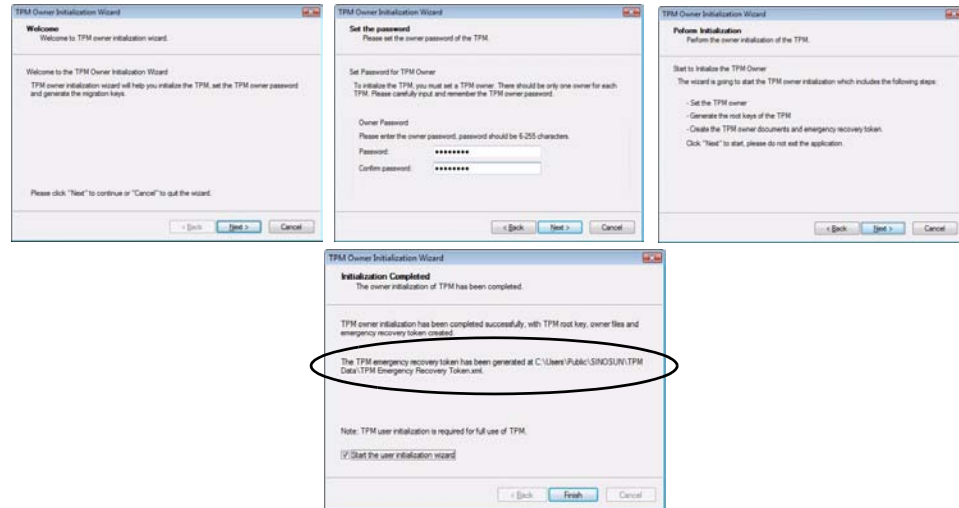 TPM Owner Initialization Wizard
Welcome
Welcome to TPM owner initialization wizard.
Welcome to the TPM Owner Initialization Wizard
TPM owner initialization wizard will help you initialize the TPM, set the TPM owner password
and generate the migration keys.
Please click "Next" to continue or "Cancel" to quit the wizard.
< Back
Next >
Cancel
TPM Owner Initialization Wizard
Set the password
Please set the owner password of the TPM.
Set Password for TPM Owner
To initialize the TPM, you must set a TPM owner. There should be only one owner for each
TPM. Please carefully input and remember the TPM owner password.
Owner Password
Please enter the owner password, password should be 6-255 characters.
Password:
Confirm password:
< Back
Next >
Cancel
TPM Owner Initialization Wizard
Peform Initialization
Peform the owner initialization of the TPM.
Start to Initialize the TPM Owner
The wizard is going to start the TPM owner initialization which includes the following steps:
- Set the TPM owner
- Generate the root keys of the TPM
- Create the TPM owner documents and emergency recovery token.
Click "Next" to start, please do not exit the application.
< Back
Next >
Cancel
TPM Owner Initialization Wizard
Initialization Completed
The owner initialization of TPM has been completed.
TPM owner initialization has been completed successfully, with TPM root key, owner files and
emergency recovery token created.
The TPM emergency recovery token has been generated at C:\Users\Public\SINOSUN\TPM
Data\TPM Emergency Recovery Token.xml.
Note: TPM user initialization is required for full use of TPM.
Start the user initialization wizard
< Back
Finish
Cancel